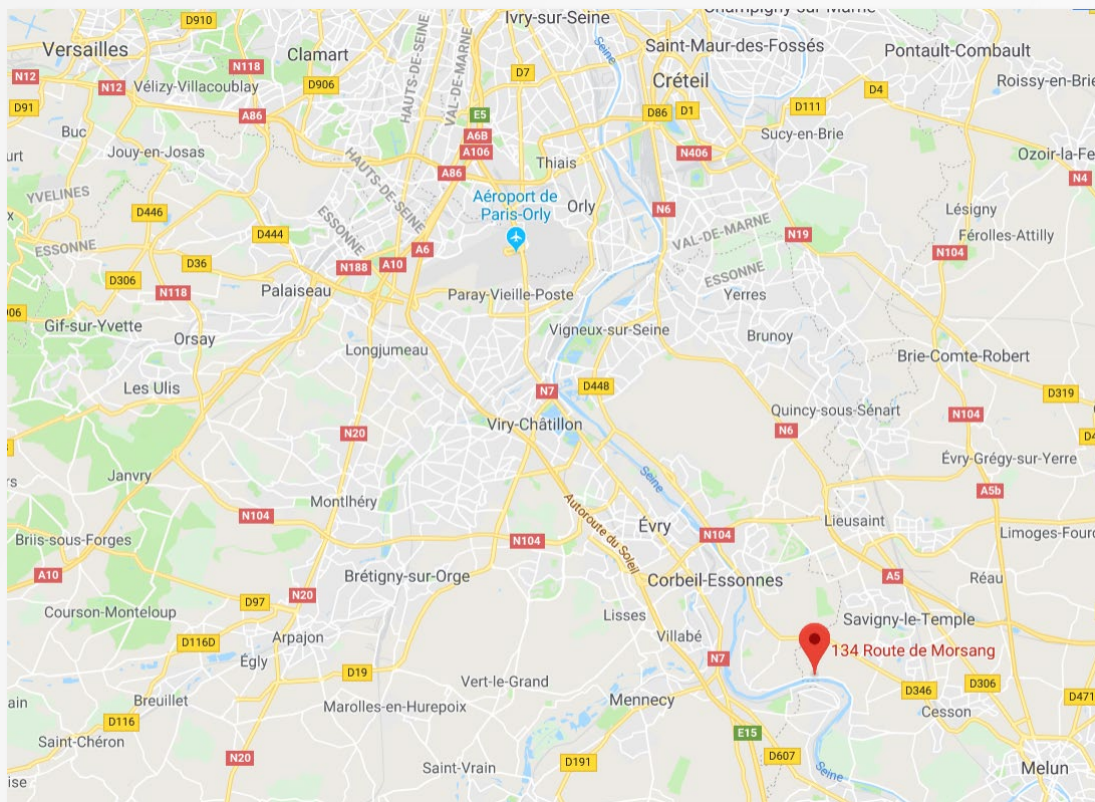 D910
Ivry-sur-Seine
Champigny-sur-Marne
Versailles
Clamart
Saint-Maur-des-Fossés
Pontault-Combault
N118
HAUTS-DE-SEINE
VAL-DE-MARNE
D7
Créteil
N12
N12
Vélizy-Villacoublay
D906
D4
Roissy-en-Brie
D91
A86
E5
D86
D1
D111
Buc
A6B
Sucy-en-Brie
Jouy-en-Josas
HAUTS-DE-SEINE
A106
Thiais
N406
Ozoir-la-Fe
A86
N4
YVELINES
Aéroport de
Paris-Orly
Orly
N6
Lésigny
D446
ESSONNE
D444
VAL-DE-MARNE
N19
Férolles-Attilly
ESSONNE
A6
N104
D36
N188
A10
ESSONNE
D306
N118
Palaiseau
Paray-Vieille-Poste
Yerres
906
Gif-sur-Yvette
Orsay
Vigneux-sur-Seine
Brunoy
Longjumeau
Brie-Comte-Robert
Les Ulis
N7
D448
D319
Quincy-sous-Sénart
N104
Viry-Châtillon
N20
N6
D4
Évry-Grégy-sur-Yerre
Janvry
Seine
A5b
Montlhéry
Autoroute du Soleil
N104
Évry
Lieusaint
Briis-sous-Forges
N104
N104
Limoges-Fourc
A10
Brétigny-sur-Orge
Corbeil-Essonnes
A5
Réau
N20
D97
Courson-Monteloup
Lisses
Savigny-le-Temple
D116D
Arpajon
Villabé
134 Route de Morsang
Égly
N7
D19
Vert-le-Grand
D346
D306
D471
Breuillet
Marolles-en-Hurepoix
Mennecy
Cesson
D116
E15
Saint-Chéron
N20
D191
D607
Saint-Vrain
Seine
Melun